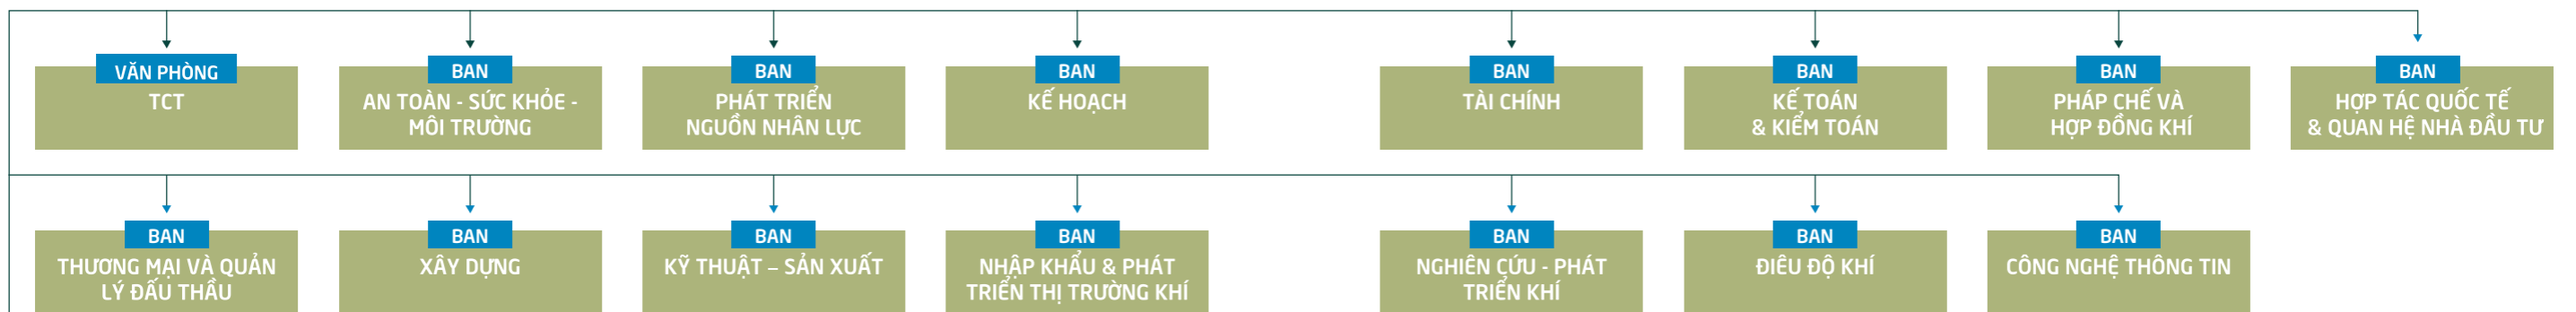 VĂN PHÒNG
TCT
BAN
AN TOÀN - SỨC KHỎE -
MÔI TRƯỜNG
BAN
PHÁT TRIỂN
NGUỒN NHÂN LỰC
BAN
KẾ HOẠCH
BAN
TÀI CHÍNH
BAN
KẾ TOÁN
& KIỂM TOÁN
BAN
PHÁP CHẾ VÀ
HỢP ĐỒNG KHÍ
BAN
HỢP TÁC QUỐC TẾ
& QUAN HỆ NHÀ ĐẦU TƯ
BAN
THƯƠNG MẠI VÀ QUẢN
LÝ ĐẤU THẦU
BAN
XÂY DỰNG
BAN
KỸ THUẬT – SẢN XUẤT
BAN
NHẬP KHẨU & PHÁT
TRIỂN THỊ TRƯỜNG KHÍ
BAN
NGHIÊN CỨU - PHÁT
TRIỂN KHÍ
BAN
ĐIÊU ĐỘ KHÍ
BAN
CÔNG NGHỆ THÔNG TIN